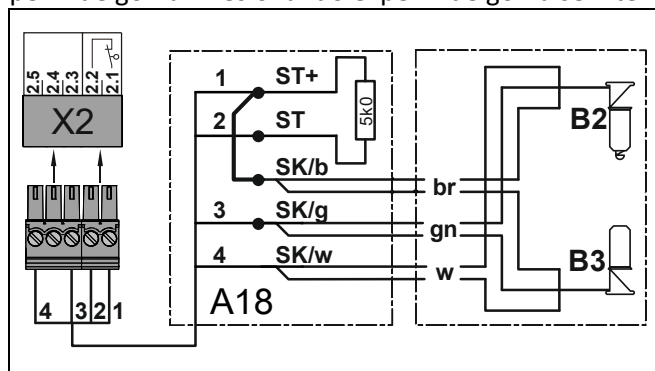 2.5 2.4 2.3 2.2 2.1
X2
4 3 2 1
1 ST+
2 ST
5k0
SK/b
br
3 SK/g
gn
4 SK/w
w
A18
B2
B3